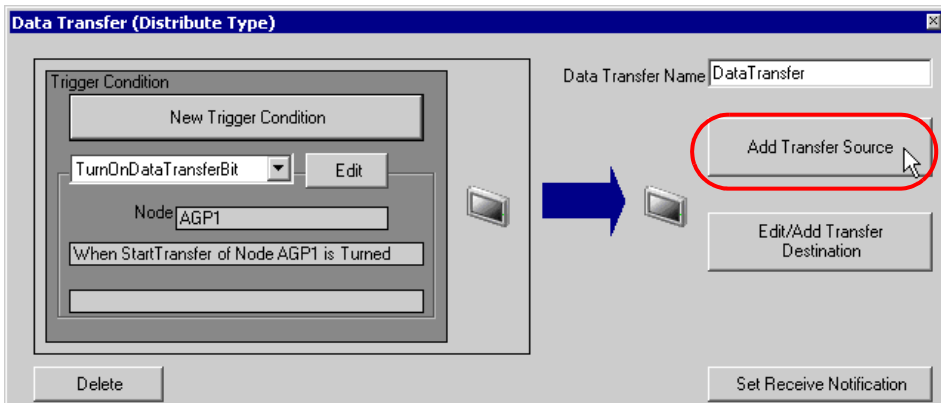 Data Transfer (Distribute Type)
Trigger Condition
New Trigger Condition
TurnOnDataTransferBit
Edit
Node
AGP1
When StartTransfer of Node AGP1 is Turned
Data Transfer Name
DataTransfer
Add Transfer Source
Edit/Add Transfer
Destination
Delete
Set Receive Notification